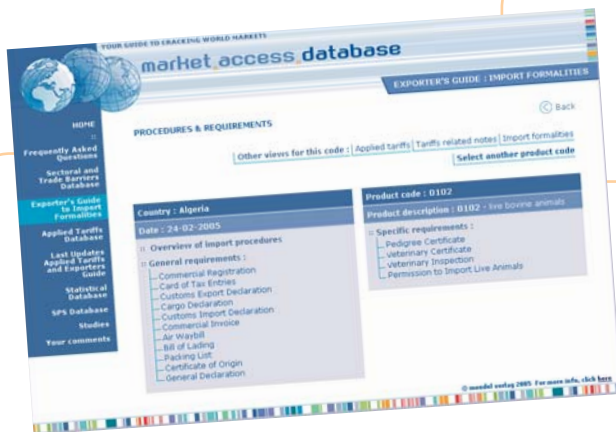 YOUR GUIDE TO CRACKING WORLD MARKETS
market access database
EXPORTER'S GUIDE : IMPORT FORMALITIES
Back
HOME
Frequently Asked
Questions
Sectoral and
Trade Barriers
Database
Exporter's Guide
to Import
Formalities
Applied Tariffs
Database
Last Updates
Applied Tariffs
and Exporters
Guide
Statistical
Database
SPS Database
Studies
Your comments
PROCEDURES & REQUIREMENTS
Other views for this code : Applied tariffs Tariffs related notes Import formalities
Select another product code
Country : Algeria
Date : 24-02-2005
Overview of import procedures
General requirements :
Commercial Registration
Card of Tax Entries
Customs Export Declaration
Cargo Declaration
Customs Import Declaration
Commercial Invoice
Air Waybill
Bill of Lading
Packing List
Certificate of Origin
General Declaration
Product code : 0102
Product description : 0102 - live bovine animals
Specific requirements :
Pedigree Certificate
Veterinary Certificate
Veterinary Inspection
Permission to Import Live Animals
© mendel verlag 2005 For more info, click here